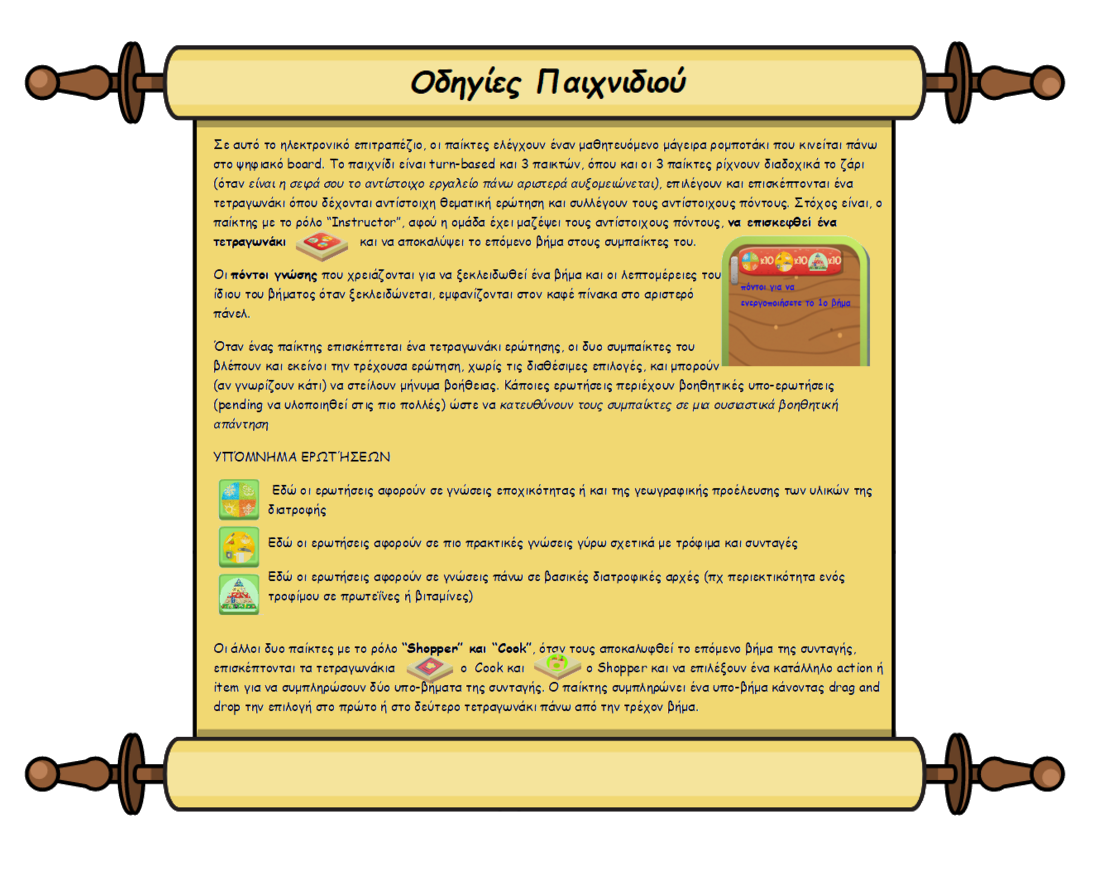 Οδηγίες Παιχνιδιού
Σε αυτό το ηλεκτρονικό επιτραπέζιο, οι παίκτες ελέγχουν έναν μαθητευόμενο μάγειρα ρομποτάκι που κινείται πάνω
στο ψηφιακό board. Το παιχνίδι είναι turn-based και 3 παικτών, όπου και οι 3 παίκτες ρίχνουν διαδοχικά το ζάρι
(όταν είναι η σειρά σου το αντίστοιχο εργαλείο πάνω αριστερά αυξομειώνεται), επιλέγουν και επισκέπτονται ένα
τετραγωνάκι όπου δέχονται αντίστοιχη θεματική ερώτηση και συλλέγουν τους αντίστοιχους πόντους. Στόχος είναι, ο
παίκτης με το ρόλο “Instructor”, αφού η ομάδα έχει μαζέψει τους αντίστοιχους πόντους, να επισκεφθεί ένα
τετραγωνάκι και να αποκαλύψει το επόμενο βήμα στους συμπαίκτες του.
x10 x10 x10
πόντοι για να
ενεργοποιήσετε το 1ο βήμα
Οι πόντοι γνώσης που χρειάζονται για να ξεκλειδωθεί ένα βήμα και οι λεπτομέρειες του
ίδιου του βήματος όταν ξεκλειδώνεται, εμφανίζονται στον καφέ πίνακα στο αριστερό
πάνελ.
Όταν ένας παίκτης επισκέπτεται ένα τετραγωνάκι ερώτησης, οι δυο συμπαίκτες του
βλέπουν και εκείνοι την τρέχουσα ερώτηση, χωρίς τις διαθέσιμες επιλογές, και μπορούν
(αν γνωρίζουν κάτι) να στείλουν μήνυμα βοήθειας. Κάποιες ερωτήσεις περιέχουν βοηθητικές υπο-ερωτήσεις
(pending να υλοποιηθεί στις πιο πολλές) ώστε να κατευθύνουν τους συμπαίκτες σε μια ουσιαστικά βοηθητική
απάντηση
ΥΠΌΜΝΗΜΑ ΕΡΩΤΉΣΕΩΝ
Εδώ οι ερωτήσεις αφορούν σε γνώσεις εποχικότητας ή και της γεωγραφικής προέλευσης των υλικών της
διατροφής
Εδώ οι ερωτήσεις αφορούν σε πιο πρακτικές γνώσεις γύρω σχετικά με τρόφιμα και συνταγές
Εδώ οι ερωτήσεις αφορούν σε γνώσεις πάνω σε βασικές διατροφικές αρχές (πχ περιεκτικότητα ενός
τροφίμου σε πρωτεΐνες ή βιταμίνες)
Οι άλλοι δυο παίκτες με το ρόλο “Shopper” και “Cook”, όταν τους αποκαλυφθεί το επόμενο βήμα της συνταγής,
επισκέπτονται τα τετραγωνάκια ο Cook και ο Shopper και να επιλέξουν ένα κατάλληλο action ή
item για να συμπληρώσουν δύο υπο-βήματα της συνταγής. Ο παίκτης συμπληρώνει ένα υπο-βήμα κάνοντας drag and
drop την επιλογή στο πρώτο ή στο δεύτερο τετραγωνάκι πάνω από την τρέχον βήμα.